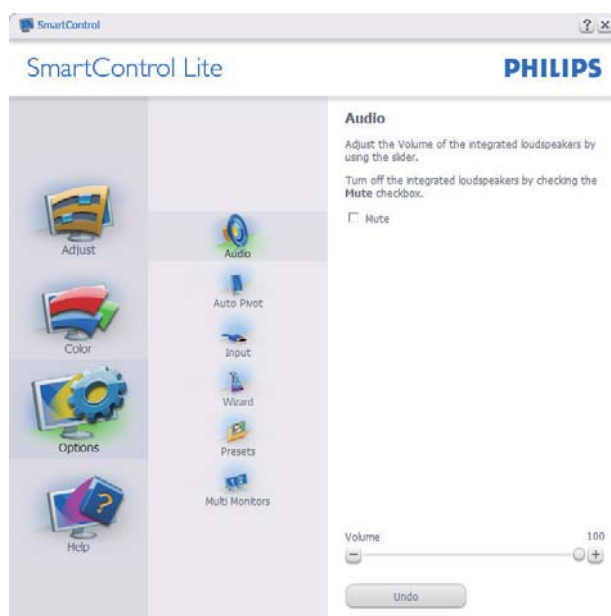 SmartControl
? ×
SmartControl Lite
PHILIPS
Adjust
Color
Options
Help
Audio
Auto Pivot
Input
Wizard
Presets
Multi Monitors
Audio
Adjust the Volume of the integrated loudspeakers by
using the slider.
Turn off the integrated loudspeakers by checking the
Mute checkbox.
Mute
Volume 100
Undo